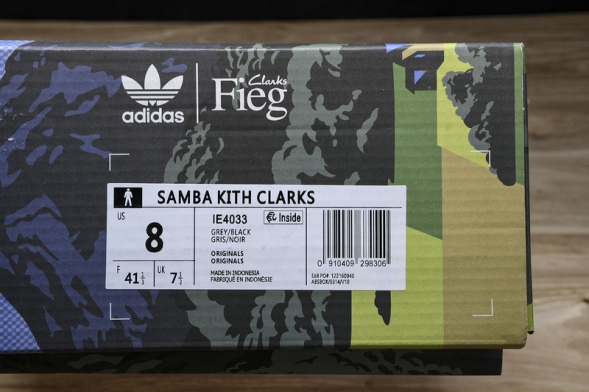 adidas
Clarks
Fieg
SAMBA KITH CLARKS
US
8
F 41 1/3 UK 7 1/2
IE4033
Inside
GREY/BLACK
GRIS/NOIR
ORIGINALS
ORIGINALS
MADE IN INDONESIA
FABRIQUÉ EN INDONÉSIE
0 910409 298306